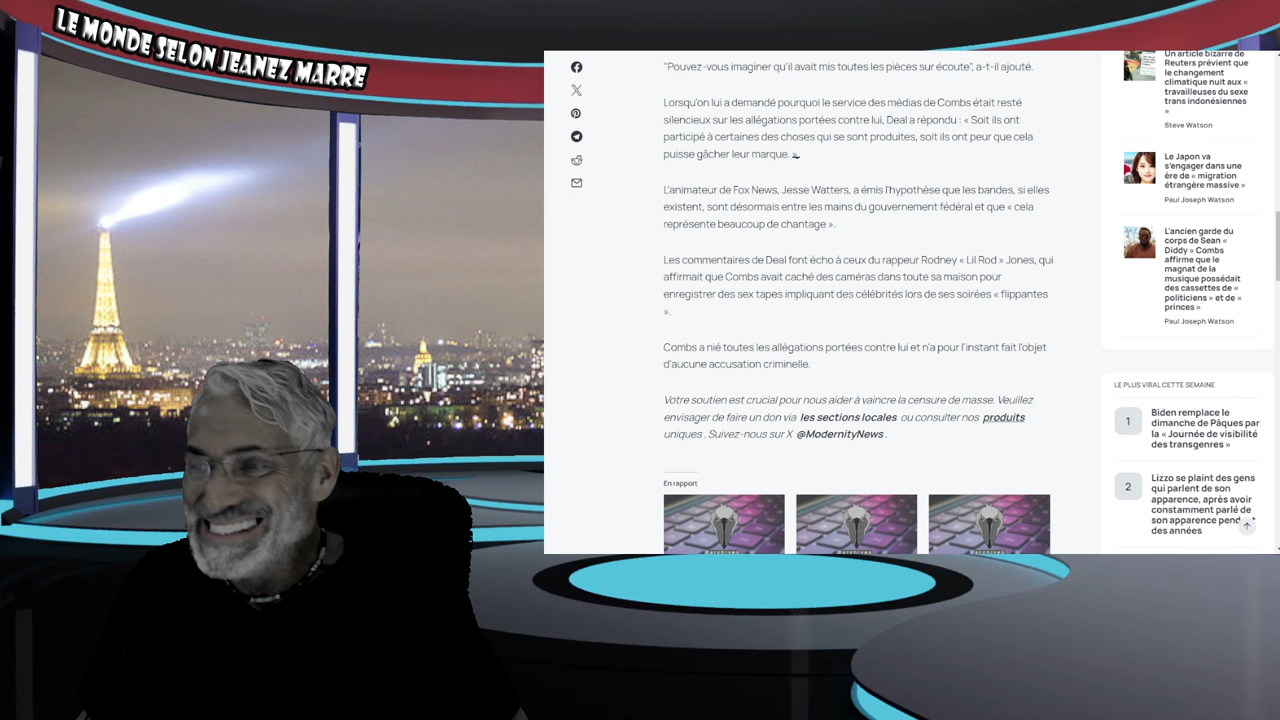 LE MONDE SELON JEANEZ MARRE
"Pouvez-vous imaginer qu'il avait mis toutes les pièces sur écoute", a-t-il ajouté.
Lorsqu'on lui a demandé pourquoi le service des médias de Combs était resté
silencieux sur les allégations portées contre lui, Deal a répondu : « Soit ils ont
participé à certaines des choses qui se sont produites, soit ils ont peur que cela
puisse gâcher leur marque. »
L'animateur de Fox News, Jesse Watters, a émis l'hypothèse que les bandes, si elles
existent, sont désormais entre les mains du gouvernement fédéral et que « cela
représente beaucoup de chantage ».
Les commentaires de Deal font écho à ceux du rappeur Rodney « Lil Rod » Jones, qui
affirmait que Combs avait caché des caméras dans toute sa maison pour
enregistrer des sex tapes impliquant des célébrités lors de ses soirées « flippantes
».
Combs a nié toutes les allégations portées contre lui et n'a pour l'instant fait l'objet
d'aucune accusation criminelle.
Votre soutien est crucial pour nous aider à vaincre la censure de masse. Veuillez
envisager de faire un don via les sections locales ou consulter nos produits
uniques . Suivez-nous sur X @ModernityNews .
En rapport
archives
archives
archives
Un article bizarre de
Reuters prévient que
le changement
climatique nuit aux «
travailleuses du sexe
trans indonésiennes
»
Steve Watson
Le Japon va
s'engager dans une
ère de « migration
étrangère massive »
Paul Joseph Watson
L'ancien garde du
corps de Sean «
Diddy » Combs
affirme que le
magnat de la
musique possédait
des cassettes de «
politiciens » et de «
princes »
Paul Joseph Watson
LE PLUS VIRAL CETTE SEMAINE
1
Biden remplace le
dimanche de Pâques par
la « Journée de visibilité
des transgenres »
2
Lizzo se plaint des gens
qui parlent de son
apparence, après avoir
constamment parlé de
son apparence pendant
des années